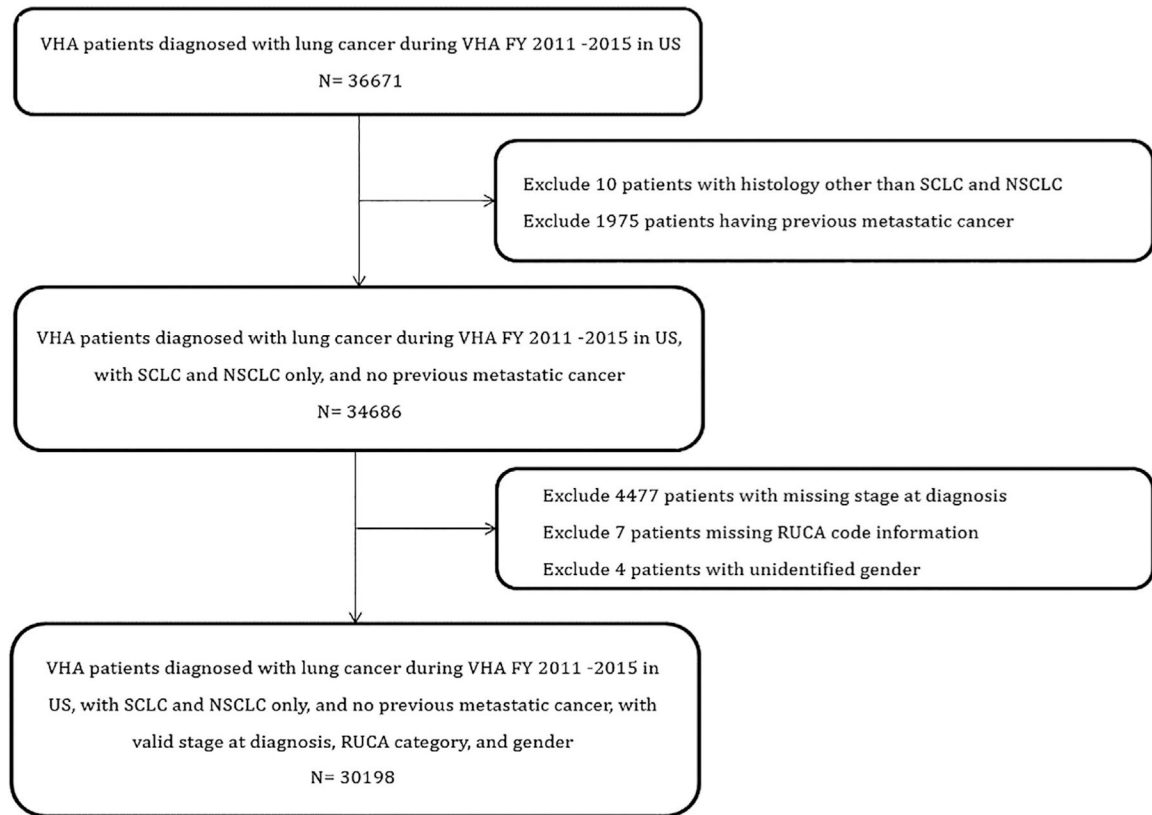 VHA patients diagnosed with lung cancer during VHA FY 2011 -2015 in US
N= 36671
Exclude 10 patients with histology other than SCLC and NSCLC
Exclude 1975 patients having previous metastatic cancer
VHA patients diagnosed with lung cancer during VHA FY 2011 -2015 in US,
with SCLC and NSCLC only, and no previous metastatic cancer
N= 34686
Exclude 4477 patients with missing stage at diagnosis
Exclude 7 patients missing RUCA code information
Exclude 4 patients with unidentified gender
VHA patients diagnosed with lung cancer during VHA FY 2011 -2015 in
US, with SCLC and NSCLC only, and no previous metastatic cancer, with
valid stage at diagnosis, RUCA category, and gender
N= 30198